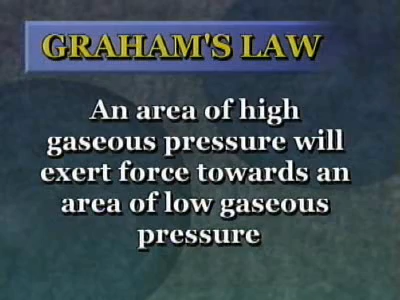 GRAHAM'S LAW
An area of high
gaseous pressure will
exert force towards an
area of low gaseous
pressure